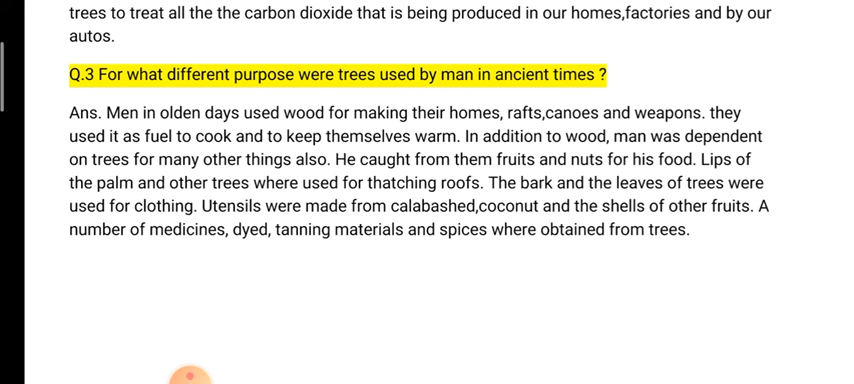 trees to treat all the the carbon dioxide that is being produced in our homes,factories and by our
autos.
Q.3 For what different purpose were trees used by man in ancient times ?
Ans. Men in olden days used wood for making their homes, rafts,canoes and weapons. they
used it as fuel to cook and to keep themselves warm. In addition to wood, man was dependent
on trees for many other things also. He caught from them fruits and nuts for his food. Lips of
the palm and other trees where used for thatching roofs. The bark and the leaves of trees were
used for clothing. Utensils were made from calabashed,coconut and the shells of other fruits. A
number of medicines, dyed, tanning materials and spices where obtained from trees.